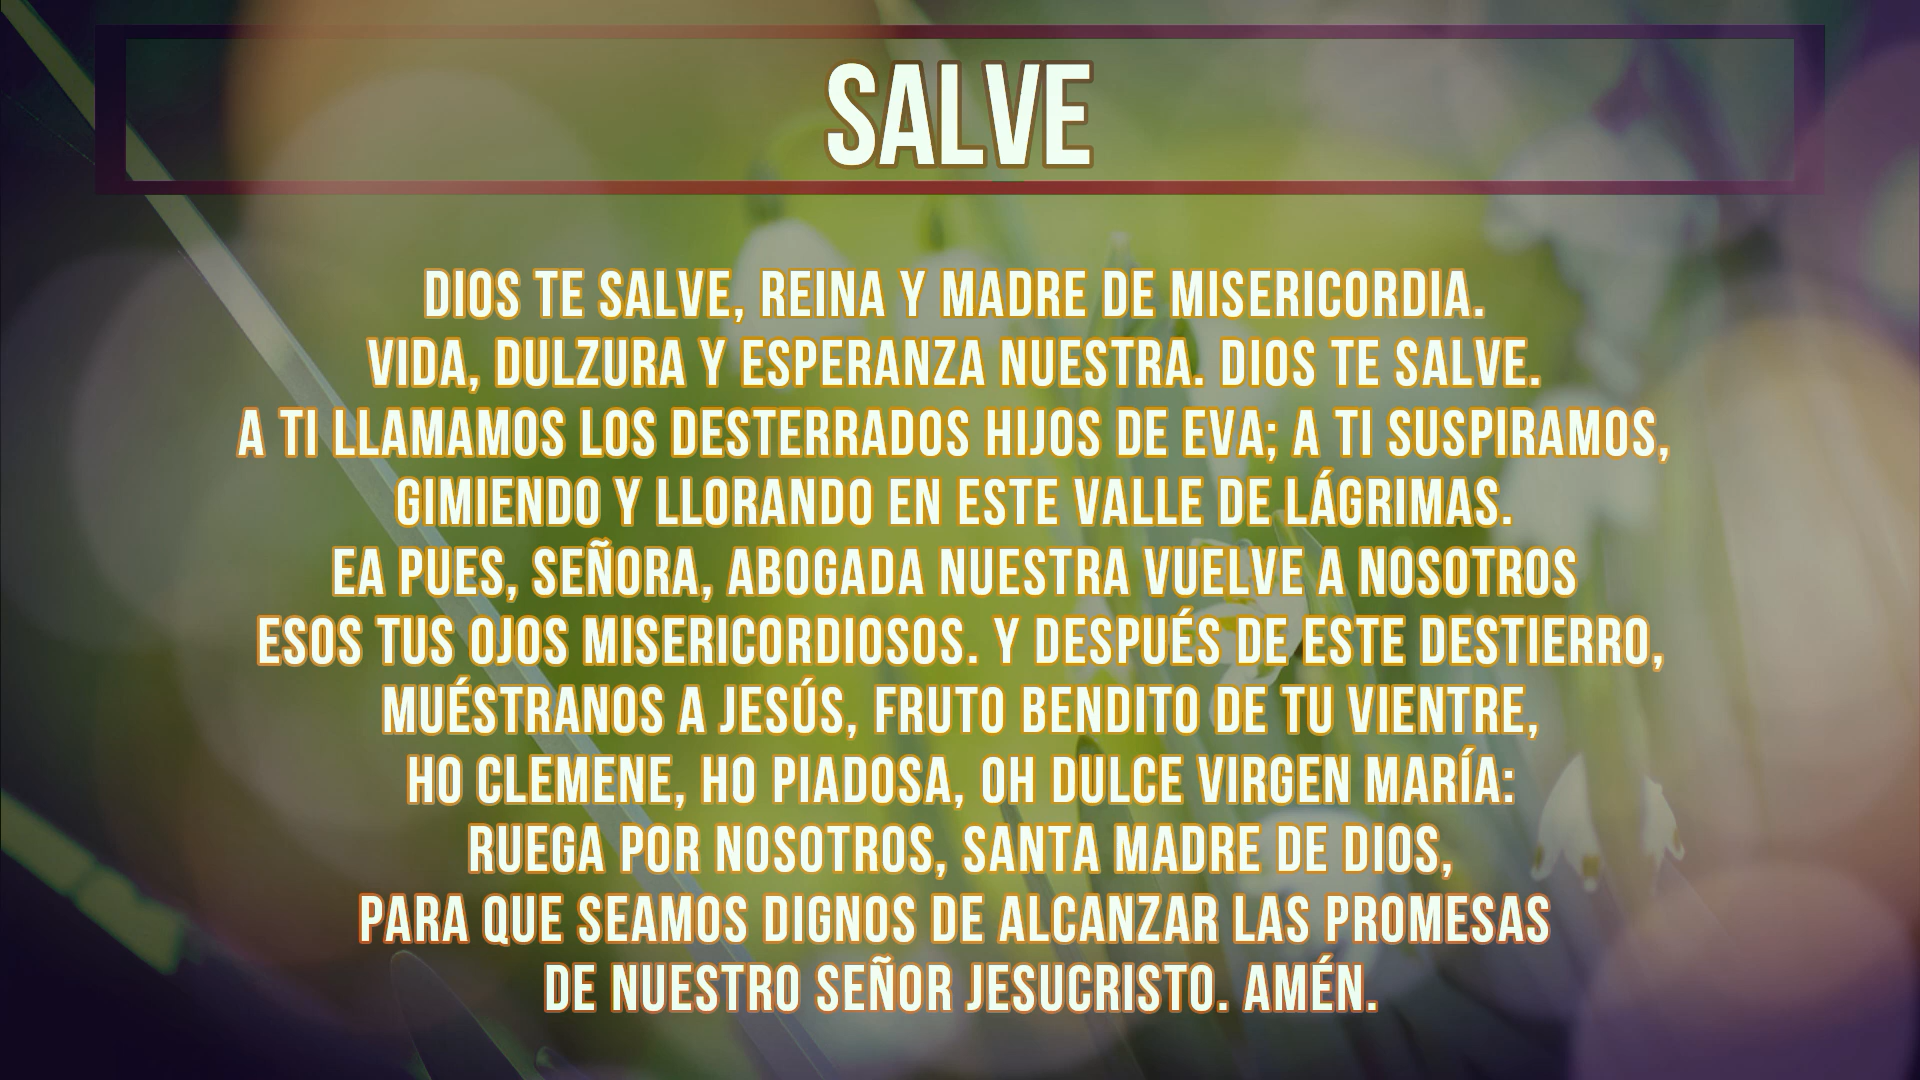 SALVE
DIOS TE SALVE, REINA Y MADRE DE MISERICORDIA.
VIDA, DULZURA Y ESPERANZA NUESTRA. DIOS TE SALVE.
A TI LLAMAMOS LOS DESTERRADOS HIJOS DE EVA; A TI SUSPIRAMOS,
GIMIENDO Y LLORANDO EN ESTE VALLE DE LÁGRIMAS.
EA PUES, SEÑORA, ABOGADA NUESTRA VUELVE A NOSOTROS
ESOS TUS OJOS MISERICORDIOSOS. Y DESPUÉS DE ESTE DESTIERRO,
MUÉSTRANOS A JESÚS, FRUTO BENDITO DE TU VIENTRE,
HO CLEMENE, HO PIADOSA, OH DULCE VIRGEN MARÍA:
RUEGA POR NOSOTROS, SANTA MADRE DE DIOS,
PARA QUE SEAMOS DIGNOS DE ALCANZAR LAS PROMESAS
DE NUESTRO SEÑOR JESUCRISTO. AMÉN.